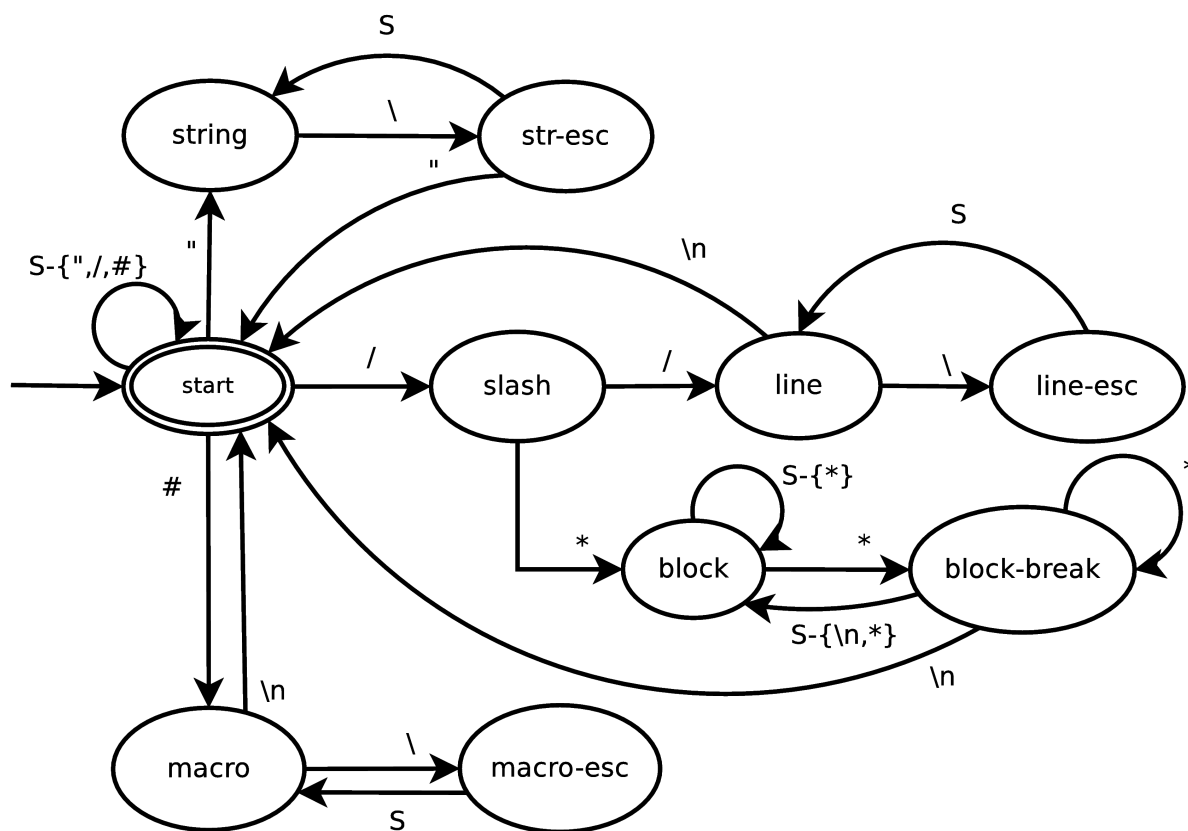 S
string
\
str-esc
"
"
S-{",/,#}
\n
S
start
/
slash
/
line
\
line-esc
#
S-{*}
*
*
block
*
block-break
S-{\n,*}
\n
\n
macro
\
macro-esc
S